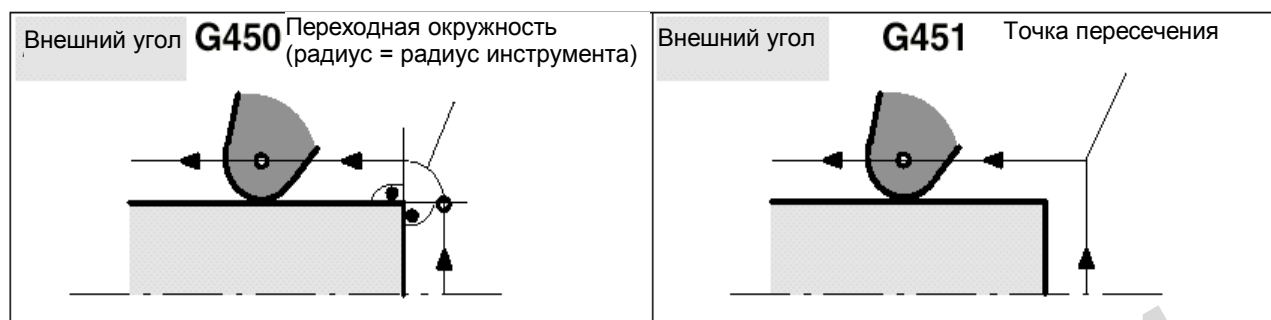 Внешний угол G450 Переходная окружность
(радиус = радиус инструмента)
Внешний угол G451 Точка пересечения